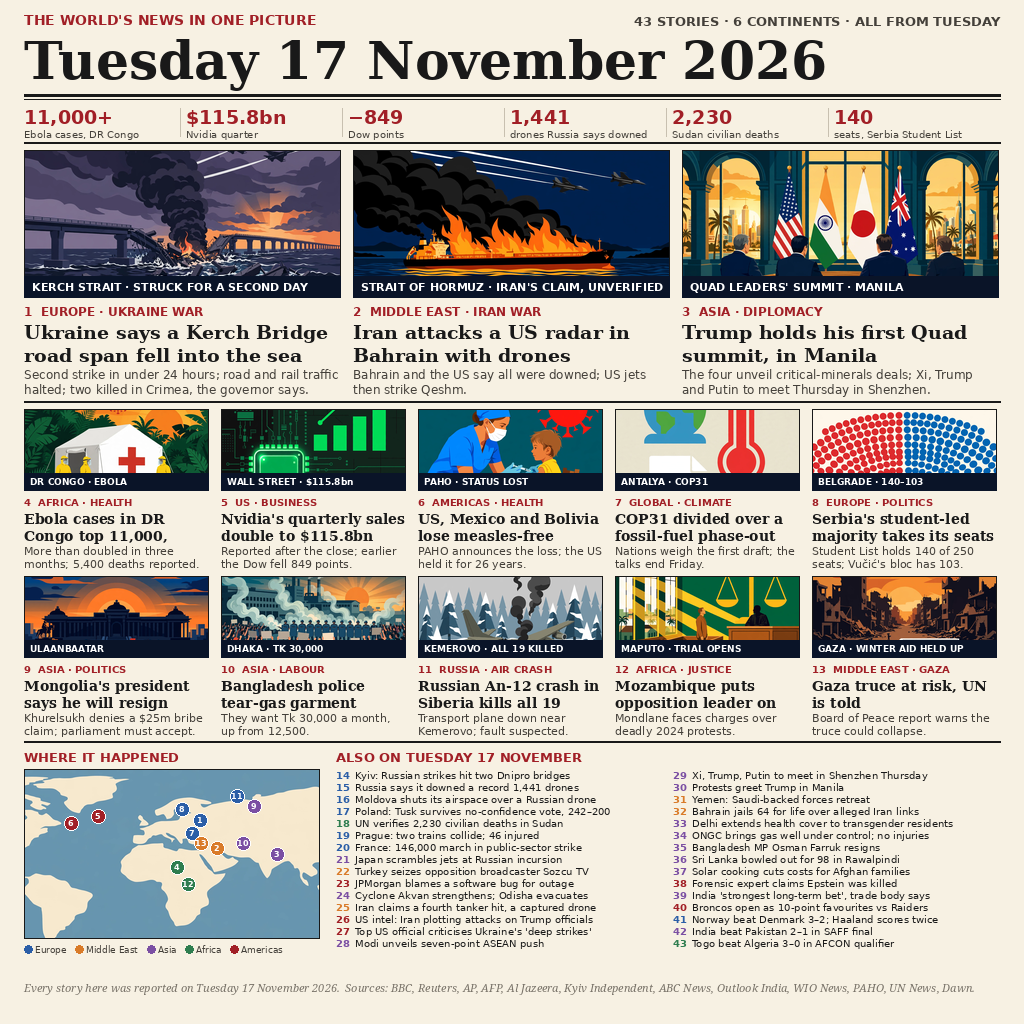 THE WORLD'S NEWS IN ONE PICTURE
43 STORIES · 6 CONTINENTS · ALL FROM TUESDAY
Tuesday 17 November 2026
11,000+
Ebola cases, DR Congo
$115.8bn
Nvidia quarter
−849
Dow points
1,441
drones Russia says downed
2,230
Sudan civilian deaths
140
seats, Serbia Student List
KERCH STRAIT · STRUCK FOR A SECOND DAY
1 EUROPE · UKRAINE WAR
Ukraine says a Kerch Bridge
road span fell into the sea
Second strike in under 24 hours; road and rail traffic
halted; two killed in Crimea, the governor says.
STRAIT OF HORMUZ · IRAN'S CLAIM, UNVERIFIED
2 MIDDLE EAST · IRAN WAR
Iran attacks a US radar in
Bahrain with drones
Bahrain and the US say all were downed; US jets
then strike Qeshm.
QUAD LEADERS' SUMMIT · MANILA
3 ASIA · DIPLOMACY
Trump holds his first Quad
summit, in Manila
The four unveil critical-minerals deals; Xi, Trump
and Putin to meet Thursday in Shenzhen.
DR CONGO · EBOLA
4 AFRICA · HEALTH
Ebola cases in DR
Congo top 11,000,
More than doubled in three
months; 5,400 deaths reported.
WALL STREET · $115.8bn
5 US · BUSINESS
Nvidia's quarterly sales
double to $115.8bn
Reported after the close; earlier
the Dow fell 849 points.
PAHO · STATUS LOST
6 AMERICAS · HEALTH
US, Mexico and Bolivia
lose measles-free
PAHO announces the loss; the US
held it for 26 years.
ANTALYA · COP31
7 GLOBAL · CLIMATE
COP31 divided over a
fossil-fuel phase-out
Nations weigh the first draft; the
talks end Friday.
BELGRADE · 140–103
8 EUROPE · POLITICS
Serbia's student-led
majority takes its seats
Student List holds 140 of 250
seats; Vučić's bloc has 103.
ULAANBAATAR
9 ASIA · POLITICS
Mongolia's president
says he will resign
Khurelsukh denies a $25m bribe
claim; parliament must accept.
DHAKA · TK 30,000
10 ASIA · LABOUR
Bangladesh police
tear-gas garment
They want Tk 30,000 a month,
up from 12,500.
KEMEROVO · ALL 19 KILLED
11 RUSSIA · AIR CRASH
Russian An-12 crash in
Siberia kills all 19
Transport plane down near
Kemerovo; fault suspected.
MAPUTO · TRIAL OPENS
12 AFRICA · JUSTICE
Mozambique puts
opposition leader on
Mondlane faces charges over
deadly 2024 protests.
GAZA · WINTER AID HELD UP
13 MIDDLE EAST · GAZA
Gaza truce at risk, UN
is told
Board of Peace report warns the
truce could collapse.
WHERE IT HAPPENED
6
5
8
11
9
1
7
13
2
10
3
4
12
Europe
Middle East
Asia
Africa
Americas
ALSO ON TUESDAY 17 NOVEMBER
14 Kyiv: Russian strikes hit two Dnipro bridges
15 Russia says it downed a record 1,441 drones
16 Moldova shuts its airspace over a Russian drone
17 Poland: Tusk survives no-confidence vote, 242–200
18 UN verifies 2,230 civilian deaths in Sudan
19 Prague: two trains collide; 46 injured
20 France: 146,000 march in public-sector strike
21 Japan scrambles jets at Russian incursion
22 Turkey seizes opposition broadcaster Sozcu TV
23 JPMorgan blames a software bug for outage
24 Cyclone Akvan strengthens; Odisha evacuates
25 Iran claims a fourth tanker hit, a captured drone
26 US intel: Iran plotting attacks on Trump officials
27 Top US official criticises Ukraine's 'deep strikes'
28 Modi unveils seven-point ASEAN push
29 Xi, Trump, Putin to meet in Shenzhen Thursday
30 Protests greet Trump in Manila
31 Yemen: Saudi-backed forces retreat
32 Bahrain jails 64 for life over alleged Iran links
33 Delhi extends health cover to transgender residents
34 ONGC brings gas well under control; no injuries
35 Bangladesh MP Osman Farruk resigns
36 Sri Lanka bowled out for 98 in Rawalpindi
37 Solar cooking cuts costs for Afghan families
38 Forensic expert claims Epstein was killed
39 India 'strongest long-term bet', trade body says
40 Broncos open as 10-point favourites vs Raiders
41 Norway beat Denmark 3–2; Haaland scores twice
42 India beat Pakistan 2–1 in SAFF final
43 Togo beat Algeria 3–0 in AFCON qualifier
Every story here was reported on Tuesday 17 November 2026. Sources: BBC, Reuters, AP, AFP, Al Jazeera, Kyiv Independent, ABC News, Outlook India, WIO News, PAHO, UN News, Dawn.